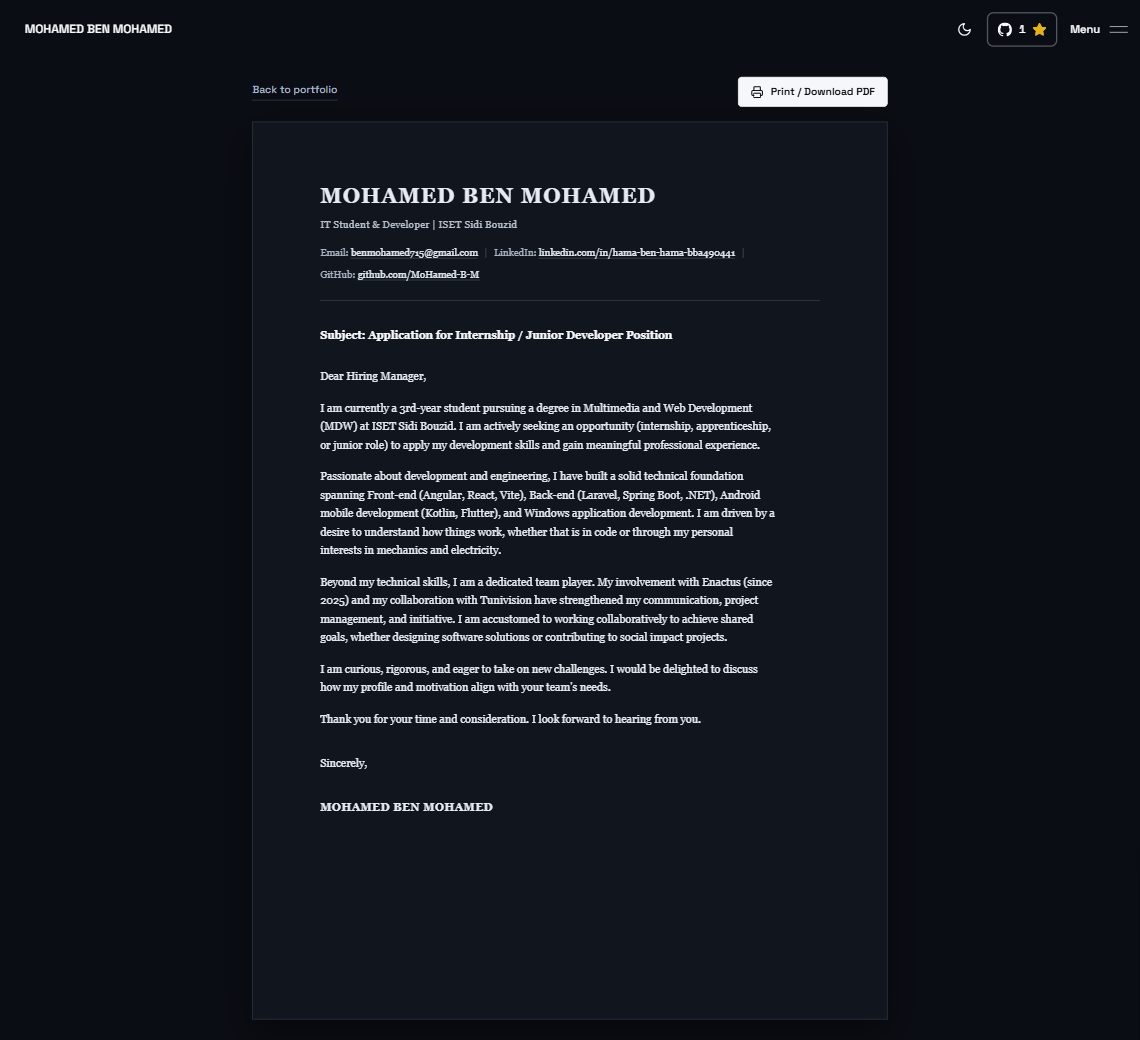 MOHAMED BEN MOHAMED
1
Menu
Back to portfolio
Print / Download PDF
MOHAMED BEN MOHAMED
IT Student & Developer | ISET Sidi Bouzid
Email: benmohamed715@gmail.com | LinkedIn: linkedin.com/in/hama-ben-hama-bba490441 |
GitHub: github.com/MoHamed-B-M
Subject: Application for Internship / Junior Developer Position
Dear Hiring Manager,
I am currently a 3rd-year student pursuing a degree in Multimedia and Web Development
(MDW) at ISET Sidi Bouzid. I am actively seeking an opportunity (internship, apprenticeship,
or junior role) to apply my development skills and gain meaningful professional experience.
Passionate about development and engineering, I have built a solid technical foundation
spanning Front-end (Angular, React, Vite), Back-end (Laravel, Spring Boot, .NET), Android
mobile development (Kotlin, Flutter), and Windows application development. I am driven by a
desire to understand how things work, whether that is in code or through my personal
interests in mechanics and electricity.
Beyond my technical skills, I am a dedicated team player. My involvement with Enactus (since
2025) and my collaboration with Tunivision have strengthened my communication, project
management, and initiative. I am accustomed to working collaboratively to achieve shared
goals, whether designing software solutions or contributing to social impact projects.
I am curious, rigorous, and eager to take on new challenges. I would be delighted to discuss
how my profile and motivation align with your team's needs.
Thank you for your time and consideration. I look forward to hearing from you.
Sincerely,
MOHAMED BEN MOHAMED